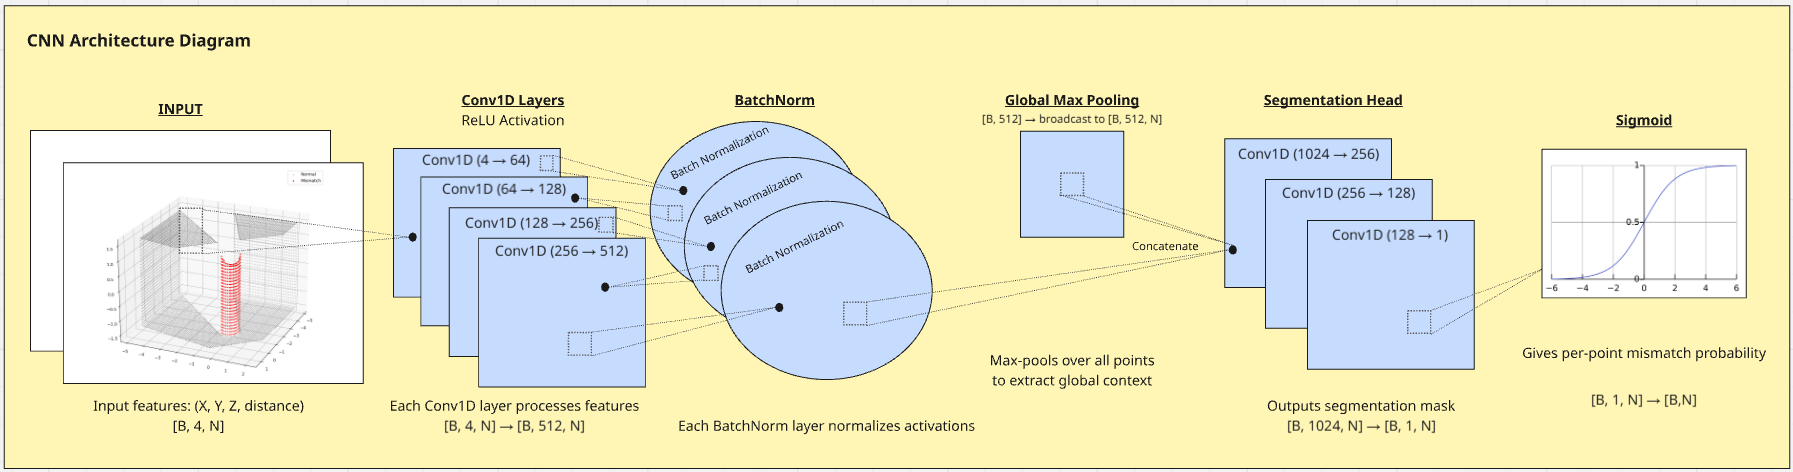 CNN Architecture Diagram
INPUT
Normal
Mismatch
Input features: (X, Y, Z, distance)
[B, 4, N]
Conv1D Layers
ReLU Activation
Conv1D (4 → 64)
Conv1D (64 → 128)
Conv1D (128 → 256)
Conv1D (256 → 512)
Each Conv1D layer processes features
[B, 4, N] → [B, 512, N]
BatchNorm
Batch Normalization
Batch Normalization
Batch Normalization
Each BatchNorm layer normalizes activations
Global Max Pooling
[B, 512] → broadcast to [B, 512, N]
Concatenate
Max-pools over all points
to extract global context
Segmentation Head
Conv1D (1024 → 256)
Conv1D (256 → 128)
Conv1D (128 → 1)
Outputs segmentation mask
[B, 1024, N] → [B, 1, N]
Sigmoid
1
0.5
0
−6 −4 −2 0 2 4 6
Gives per-point mismatch probability
[B, 1, N] → [B,N]